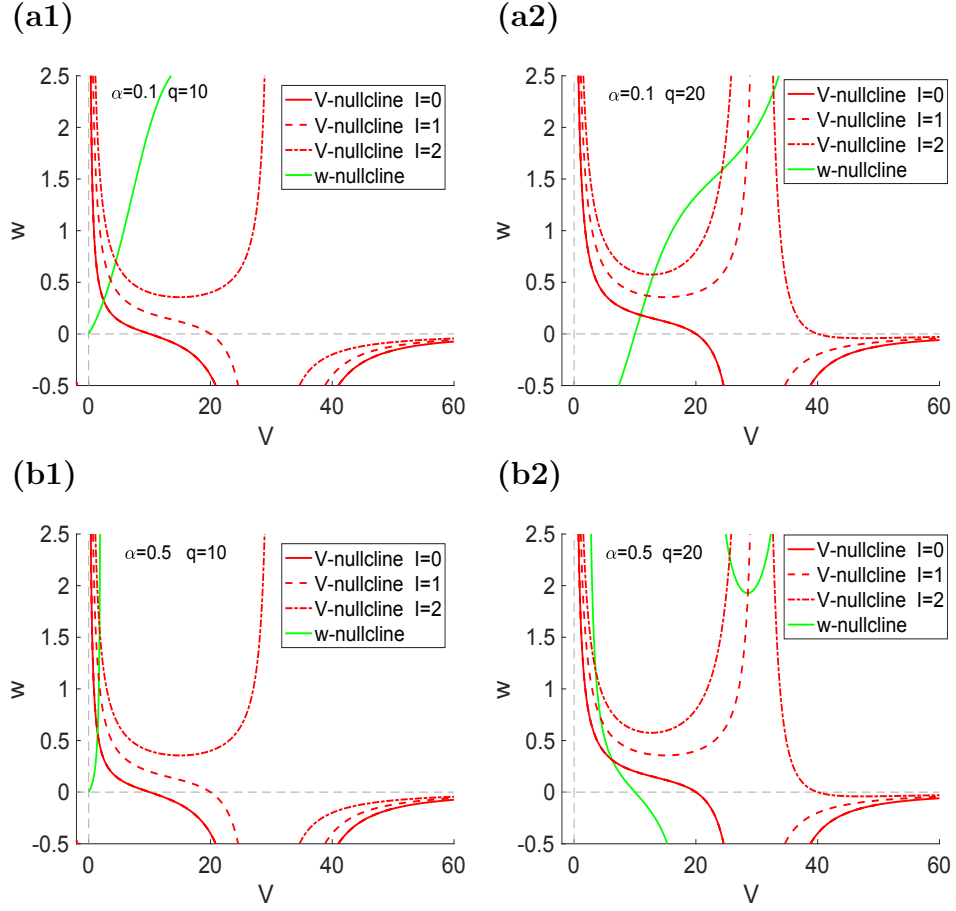 (a1)
α=0.1 q=10
V-nullcline I=0
V-nullcline I=1
V-nullcline I=2
w-nullcline
2.5
2
1.5
1
0.5
0
-0.5
w
0 20 40 60
V
(a2)
α=0.1 q=20
V-nullcline I=0
V-nullcline I=1
V-nullcline I=2
w-nullcline
2.5
2
1.5
1
0.5
0
-0.5
w
0 20 40 60
V
(b1)
α=0.5 q=10
V-nullcline I=0
V-nullcline I=1
V-nullcline I=2
w-nullcline
2.5
2
1.5
1
0.5
0
-0.5
w
0 20 40 60
V
(b2)
α=0.5 q=20
V-nullcline I=0
V-nullcline I=1
V-nullcline I=2
w-nullcline
2.5
2
1.5
1
0.5
0
-0.5
w
0 20 40 60
V